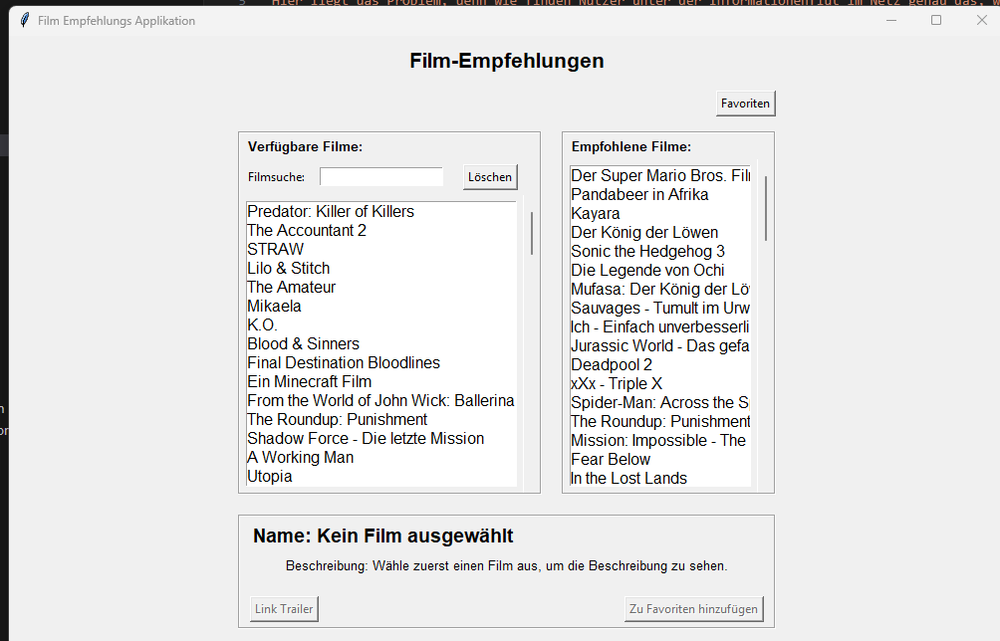 Hier liegt das Problem, denn wie finden Nutzer unter der Informationenflut im Netz genau das, w
Film Empfehlungs Applikation
Film-Empfehlungen
Favoriten
Verfügbare Filme:
Filmsuche:
Löschen
Predator: Killer of Killers
The Accountant 2
STRAW
Lilo & Stitch
The Amateur
Mikaela
K.O.
Blood & Sinners
Final Destination Bloodlines
Ein Minecraft Film
From the World of John Wick: Ballerina
The Roundup: Punishment
Shadow Force - Die letzte Mission
A Working Man
Utopia
Empfohlene Filme:
Der Super Mario Bros. Fil
Pandabeer in Afrika
Kayara
Der König der Löwen
Sonic the Hedgehog 3
Die Legende von Ochi
Mufasa: Der König der Lö
Sauvages - Tumult im Urw
Ich - Einfach unverbesserli
Jurassic World - Das gefa
Deadpool 2
xXx - Triple X
Spider-Man: Across the S
The Roundup: Punishment
Mission: Impossible - The
Fear Below
In the Lost Lands
Name: Kein Film ausgewählt
Beschreibung: Wähle zuerst einen Film aus, um die Beschreibung zu sehen.
Link Trailer
Zu Favoriten hinzufügen